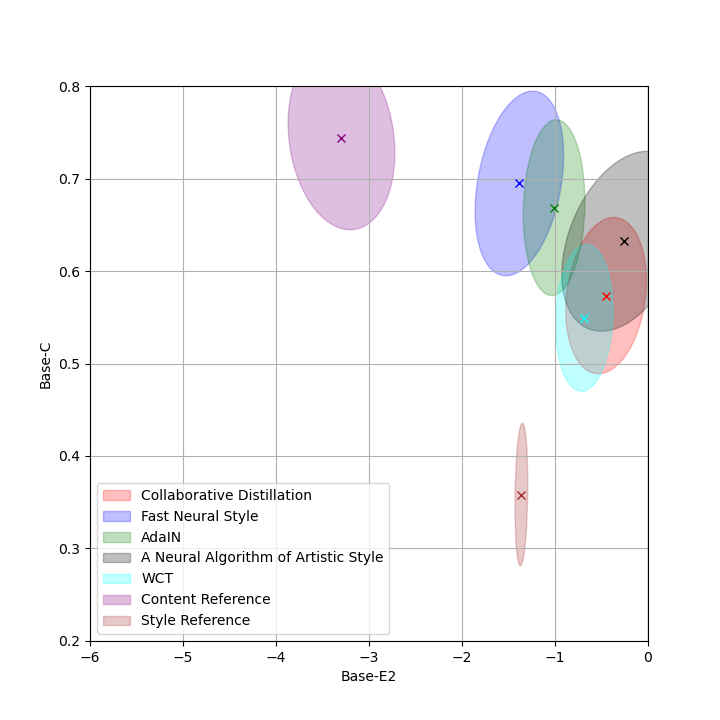 0.8
0.7
0.6
0.5
0.4
0.3
0.2
Base-C
Collaborative Distillation
Fast Neural Style
AdaIN
A Neural Algorithm of Artistic Style
WCT
Content Reference
Style Reference
−6 −5 −4 −3 −2 −1 0
Base-E2